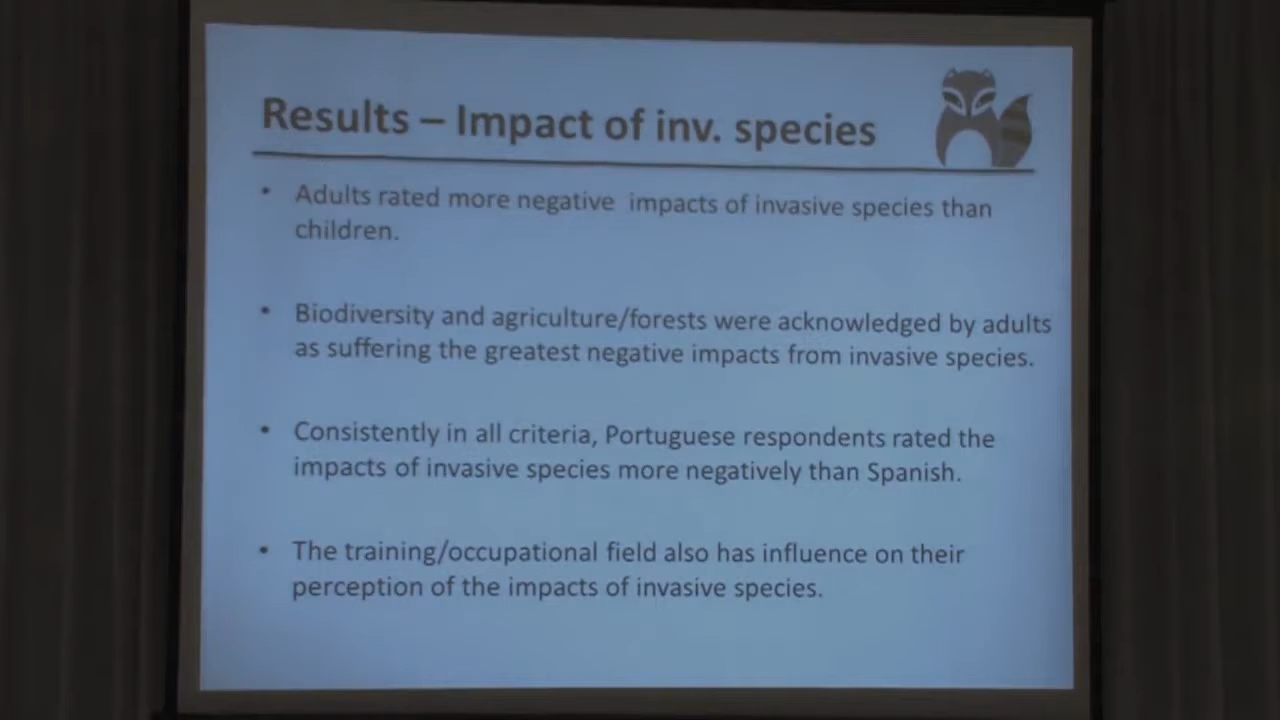 Results – Impact of inv. species
• Adults rated more negative impacts of invasive species than
children.
• Biodiversity and agriculture/forests were acknowledged by adults
as suffering the greatest negative impacts from invasive species.
• Consistently in all criteria, Portuguese respondents rated the
impacts of invasive species more negatively than Spanish.
• The training/occupational field also has influence on their
perception of the impacts of invasive species.